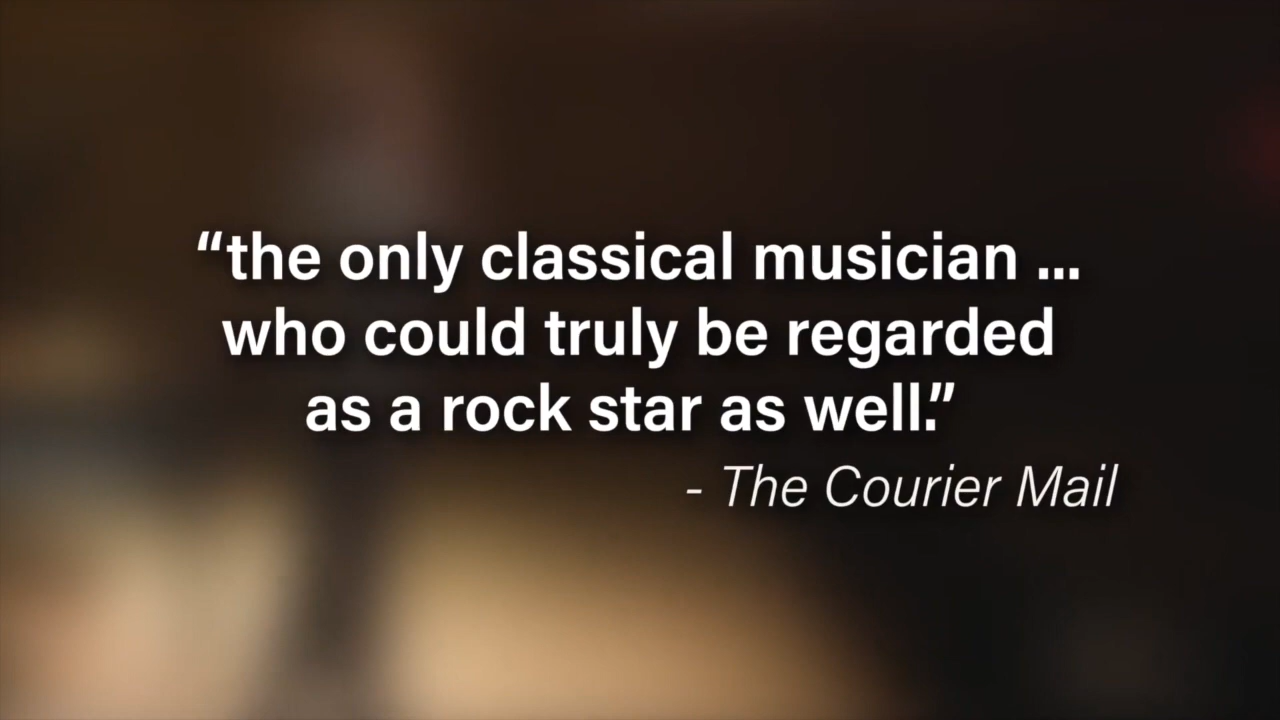 “the only classical musician ...
who could truly be regarded
as a rock star as well.”
- The Courier Mail